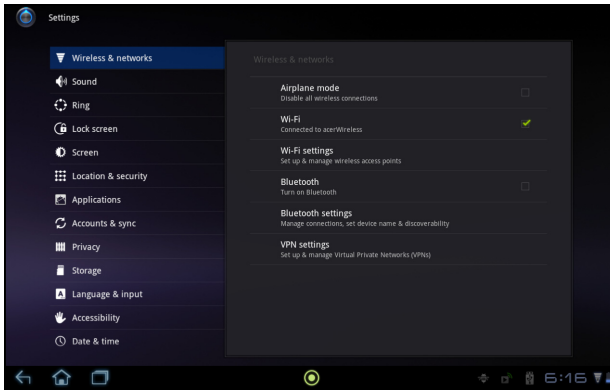 Settings
Wireless & networks
Sound
Ring
Lock screen
Screen
Location & security
Applications
Accounts & sync
Privacy
Storage
Language & input
Accessibility
Date & time
Wireless & networks
Airplane mode
Disable all wireless connections
Wi-Fi
Connected to acerWireless
Wi-Fi settings
Set up & manage wireless access points
Bluetooth
Turn on Bluetooth
Bluetooth settings
Manage connections, set device name & discoverability
VPN settings
Set up & manage Virtual Private Networks (VPNs)
6:16